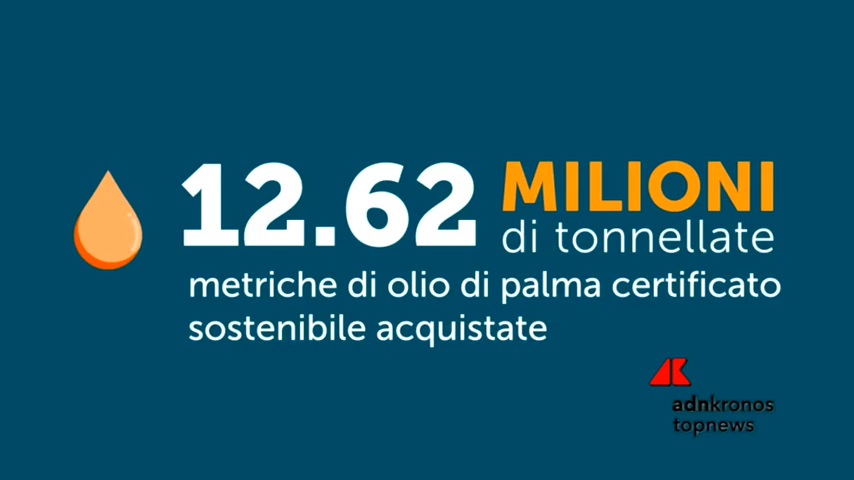 12.62 MILIONI
di tonnellate
metriche di olio di palma certificato
sostenibile acquistate
adnkronos
topnews